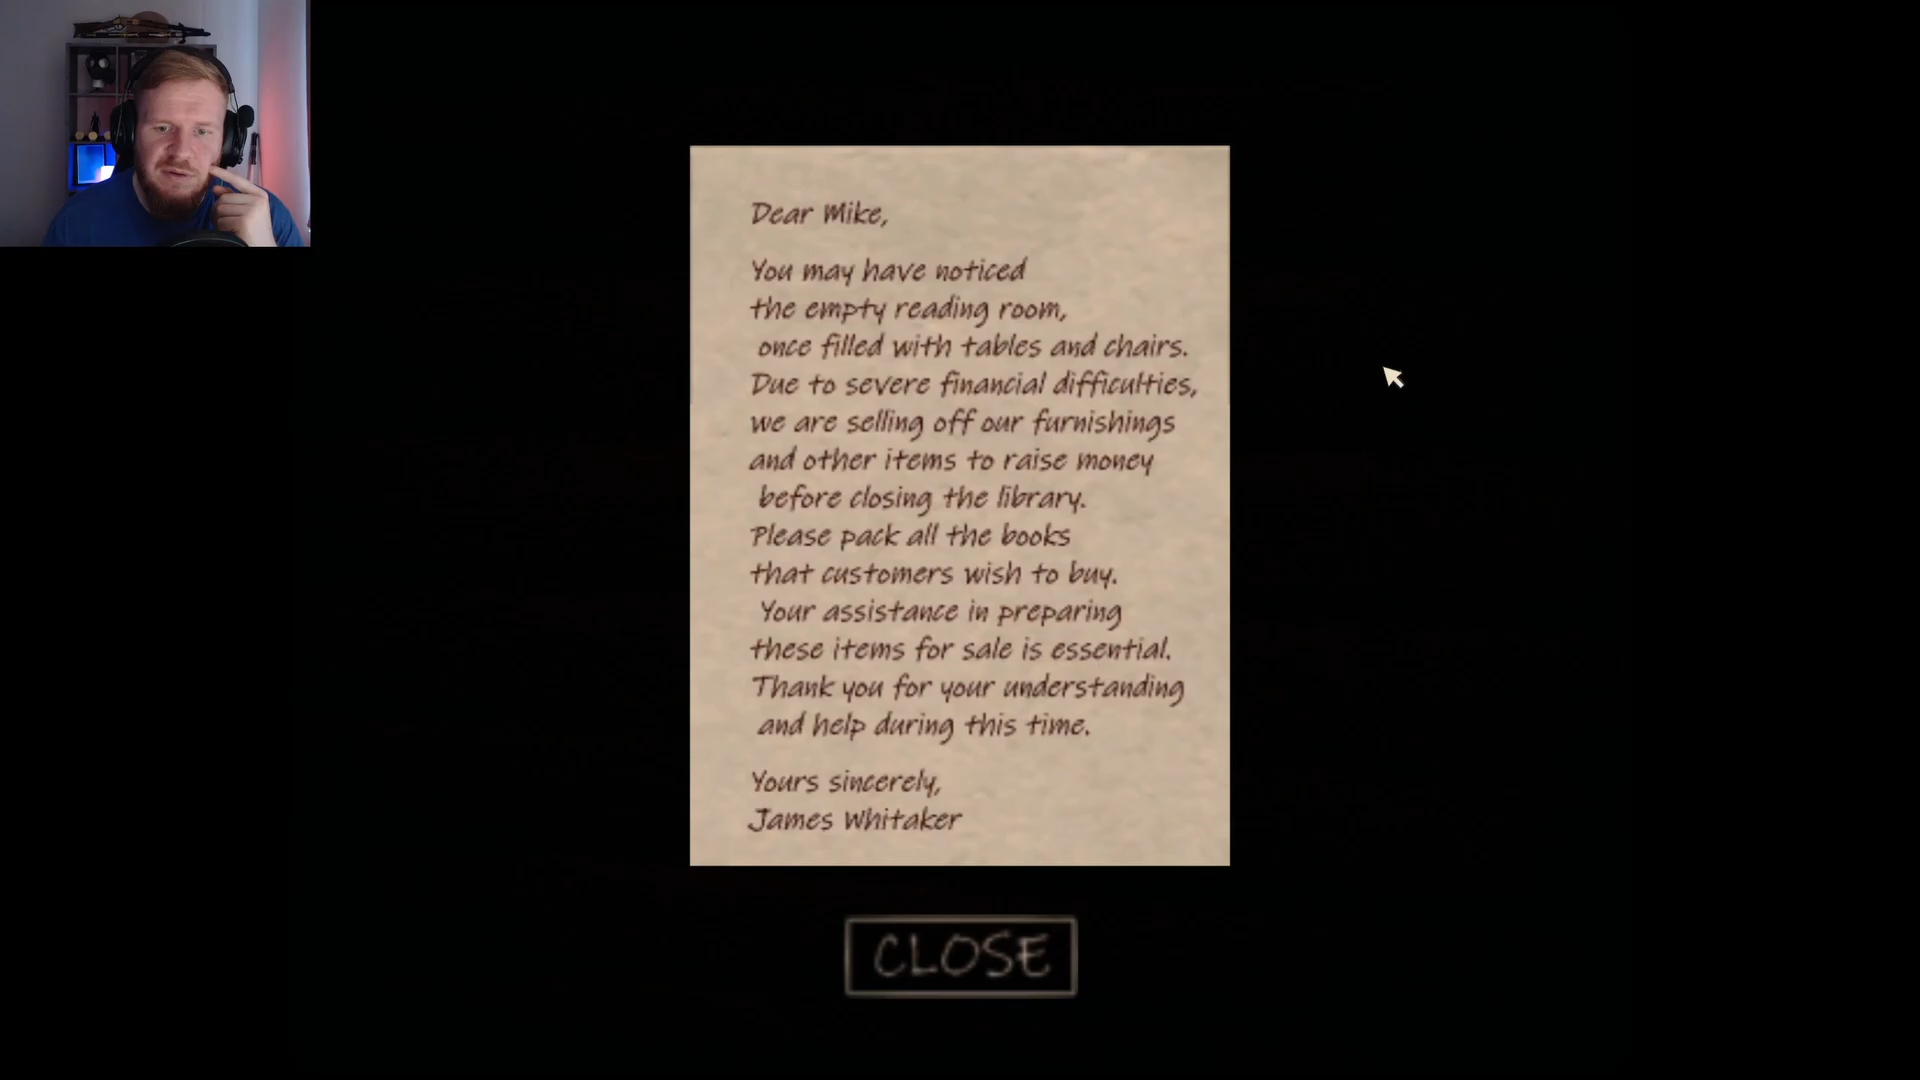 Dear Mike,
You may have noticed
the empty reading room,
once filled with tables and chairs.
Due to severe financial difficulties,
we are selling off our furnishings
and other items to raise money
before closing the library.
Please pack all the books
that customers wish to buy.
Your assistance in preparing
these items for sale is essential.
Thank you for your understanding
and help during this time.
Yours sincerely,
James Whitaker
CLOSE